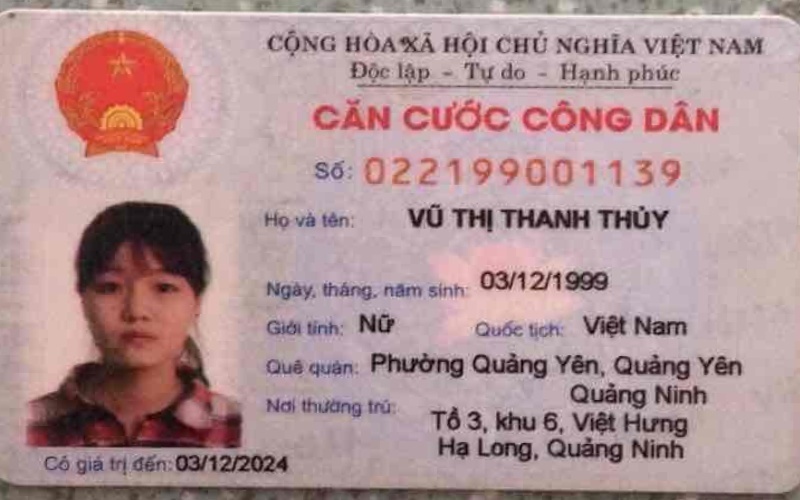 CỘNG HÒA XÃ HỘI CHỦ NGHĨA VIỆT NAM
Độc lập - Tự do - Hạnh phúc
CĂN CƯỚC CÔNG DÂN
Số: 022199001139
Họ và tên: VŨ THỊ THANH THỦY
Ngày, tháng, năm sinh: 03/12/1999
Giới tính: Nữ Quốc tịch: Việt Nam
Quê quán: Phường Quảng Yên, Quảng Yên
Quảng Ninh
Nơi thường trú: Tổ 3, khu 6, Việt Hưng
Hạ Long, Quảng Ninh
Có giá trị đến: 03/12/2024